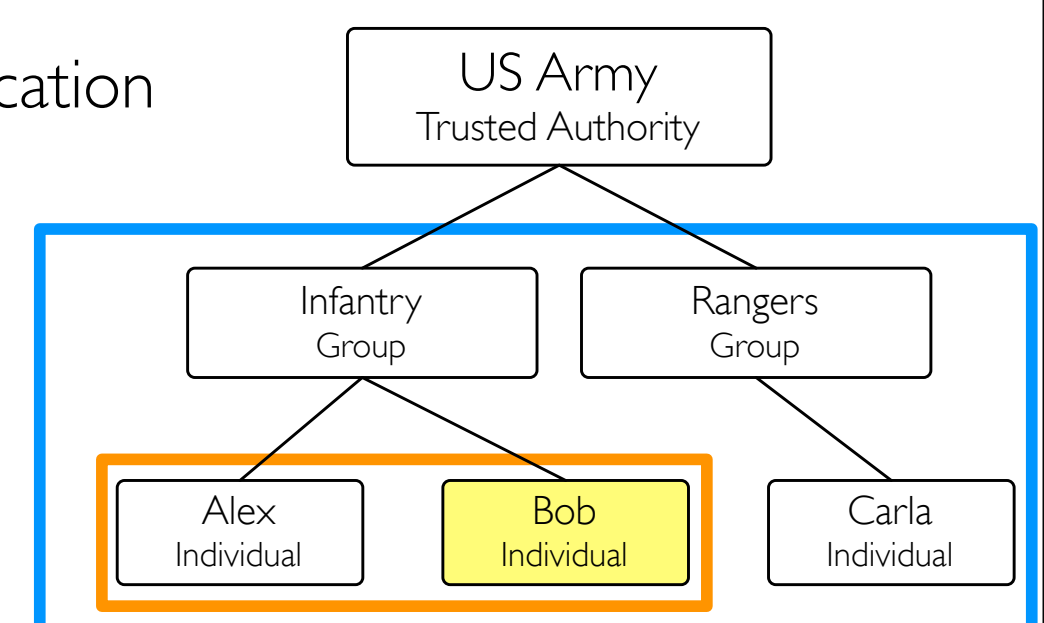 cation
US Army
Trusted Authority
Infantry
Group
Rangers
Group
Alex
Individual
Bob
Individual
Carla
Individual